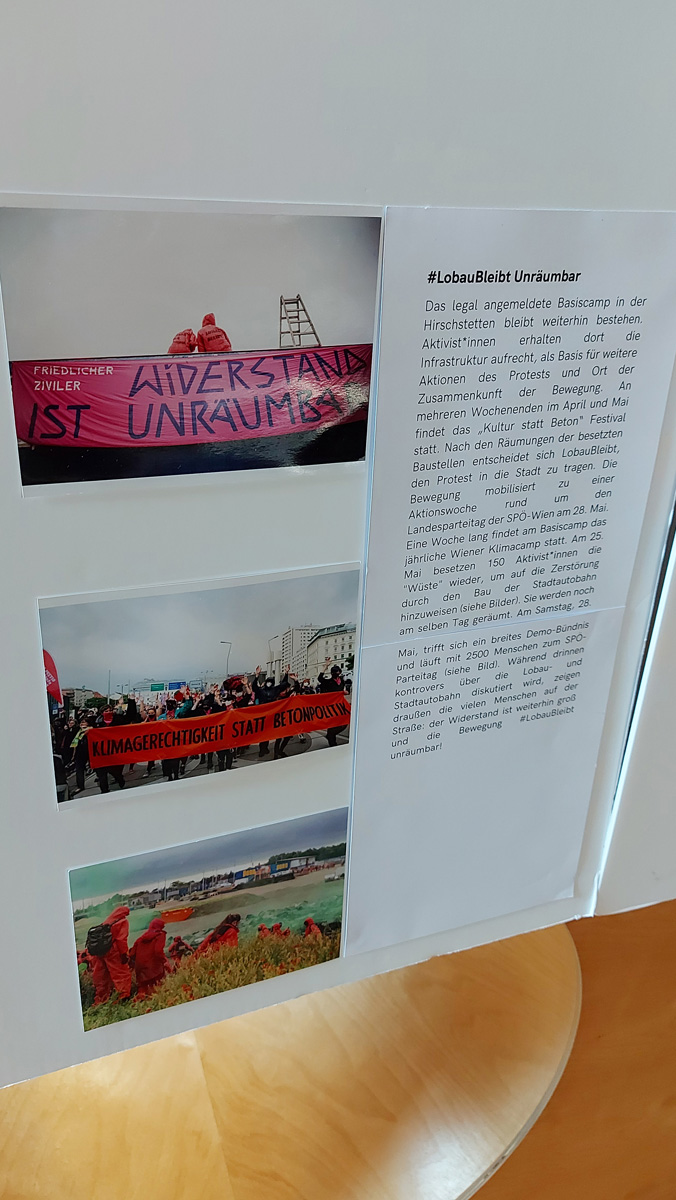 FRIEDLICHER
ZIVILER
WIDERSTAND
IST UNRÄUMBA
KLIMAGERECHTIGKEIT STATT BETONPOLITIK
#LobauBleibt Unräumbar
Das legal angemeldete Basiscamp in der
Hirschstetten bleibt weiterhin bestehen.
Aktivist*innen erhalten dort die
Infrastruktur aufrecht, als Basis für weitere
Aktionen des Protests und Ort der
Zusammenkunft der Bewegung. An
mehreren Wochenenden im April und Mai
findet das „Kultur statt Beton“ Festival
statt. Nach den Räumungen der besetzten
Baustellen entscheidet sich LobauBleibt,
den Protest in die Stadt zu tragen. Die
Bewegung mobilisiert zu einer
Aktionswoche rund um den
Landesparteitag der SPÖ-Wien am 28. Mai.
Eine Woche lang findet am Basiscamp das
jährliche Wiener Klimacamp statt. Am 25.
Mai besetzen 150 Aktivist*innen die
"Wüste" wieder, um auf die Zerstörung
durch den Bau der Stadtautobahn
hinzuweisen (siehe Bilder). Sie werden noch
am selben Tag geräumt. Am Samstag, 28.
Mai, trifft sich ein breites Demo-Bündnis
und läuft mit 2500 Menschen zum SPÖ-
Parteitag (siehe Bild). Während drinnen
kontrovers über die Lobau- und
Stadtautobahn diskutiert wird, zeigen
draußen die vielen Menschen auf der
Straße: der Widerstand ist weiterhin groß
und die Bewegung #LobauBleibt
unräumbar!